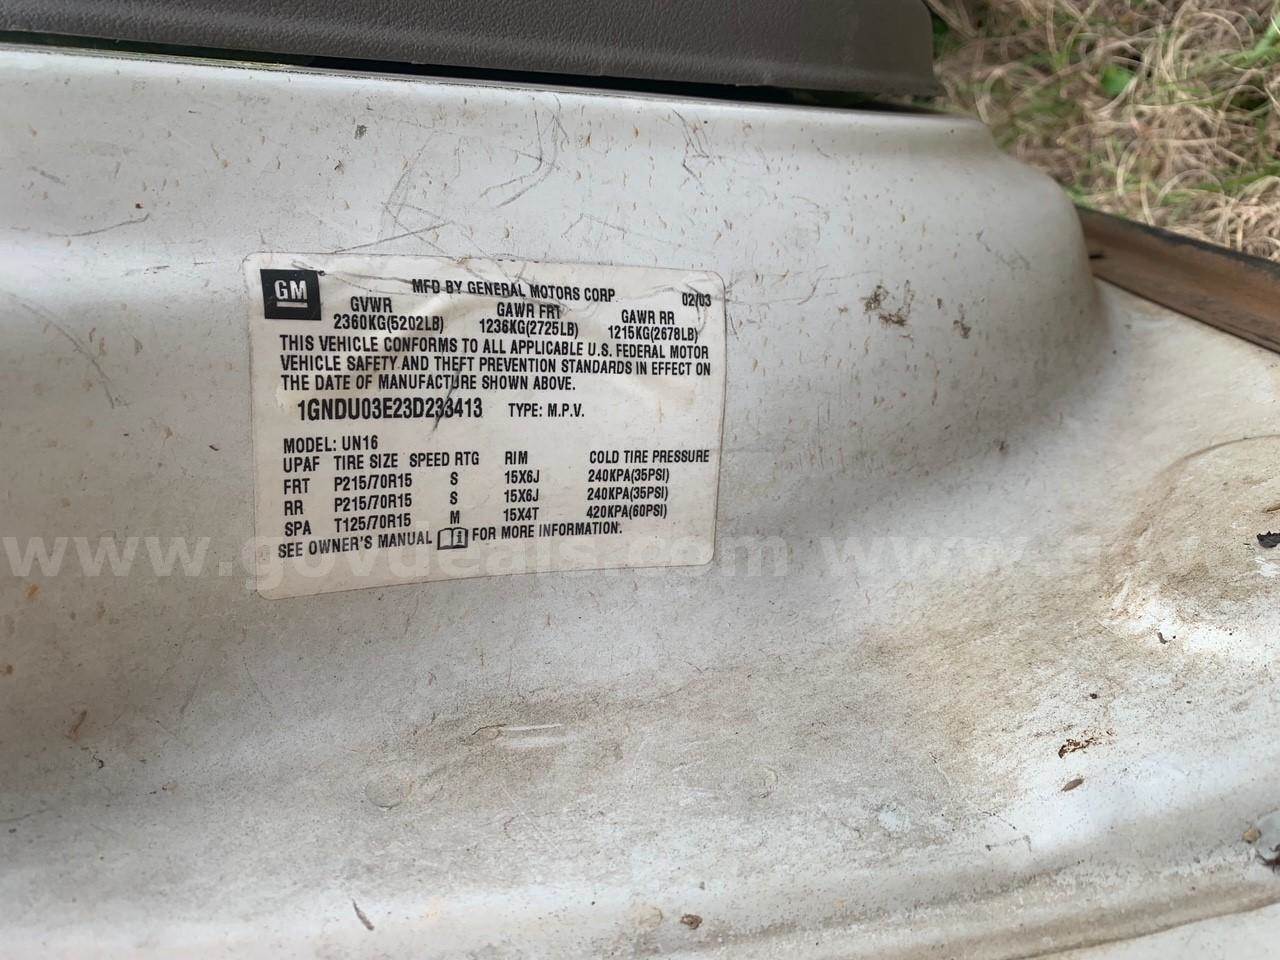 GM
MFD BY GENERAL MOTORS CORP 02/03
GVWR GAWR FRT GAWR RR
2360KG(5202LB) 1236KG(2725LB) 1215KG(2678LB)
THIS VEHICLE CONFORMS TO ALL APPLICABLE U.S. FEDERAL MOTOR
VEHICLE SAFETY AND THEFT PREVENTION STANDARDS IN EFFECT ON
THE DATE OF MANUFACTURE SHOWN ABOVE.
1GNDU03E23D233413 TYPE: M.P.V.
MODEL: UN16
UPAF TIRE SIZE SPEED RTG RIM COLD TIRE PRESSURE
FRT P215/70R15 S 15X6J 240KPA(35PSI)
RR P215/70R15 S 15X6J 240KPA(35PSI)
SPA T125/70R15 M 15X4T 420KPA(60PSI)
SEE OWNER'S MANUAL FOR MORE INFORMATION.
www.govdeals.com www.gov